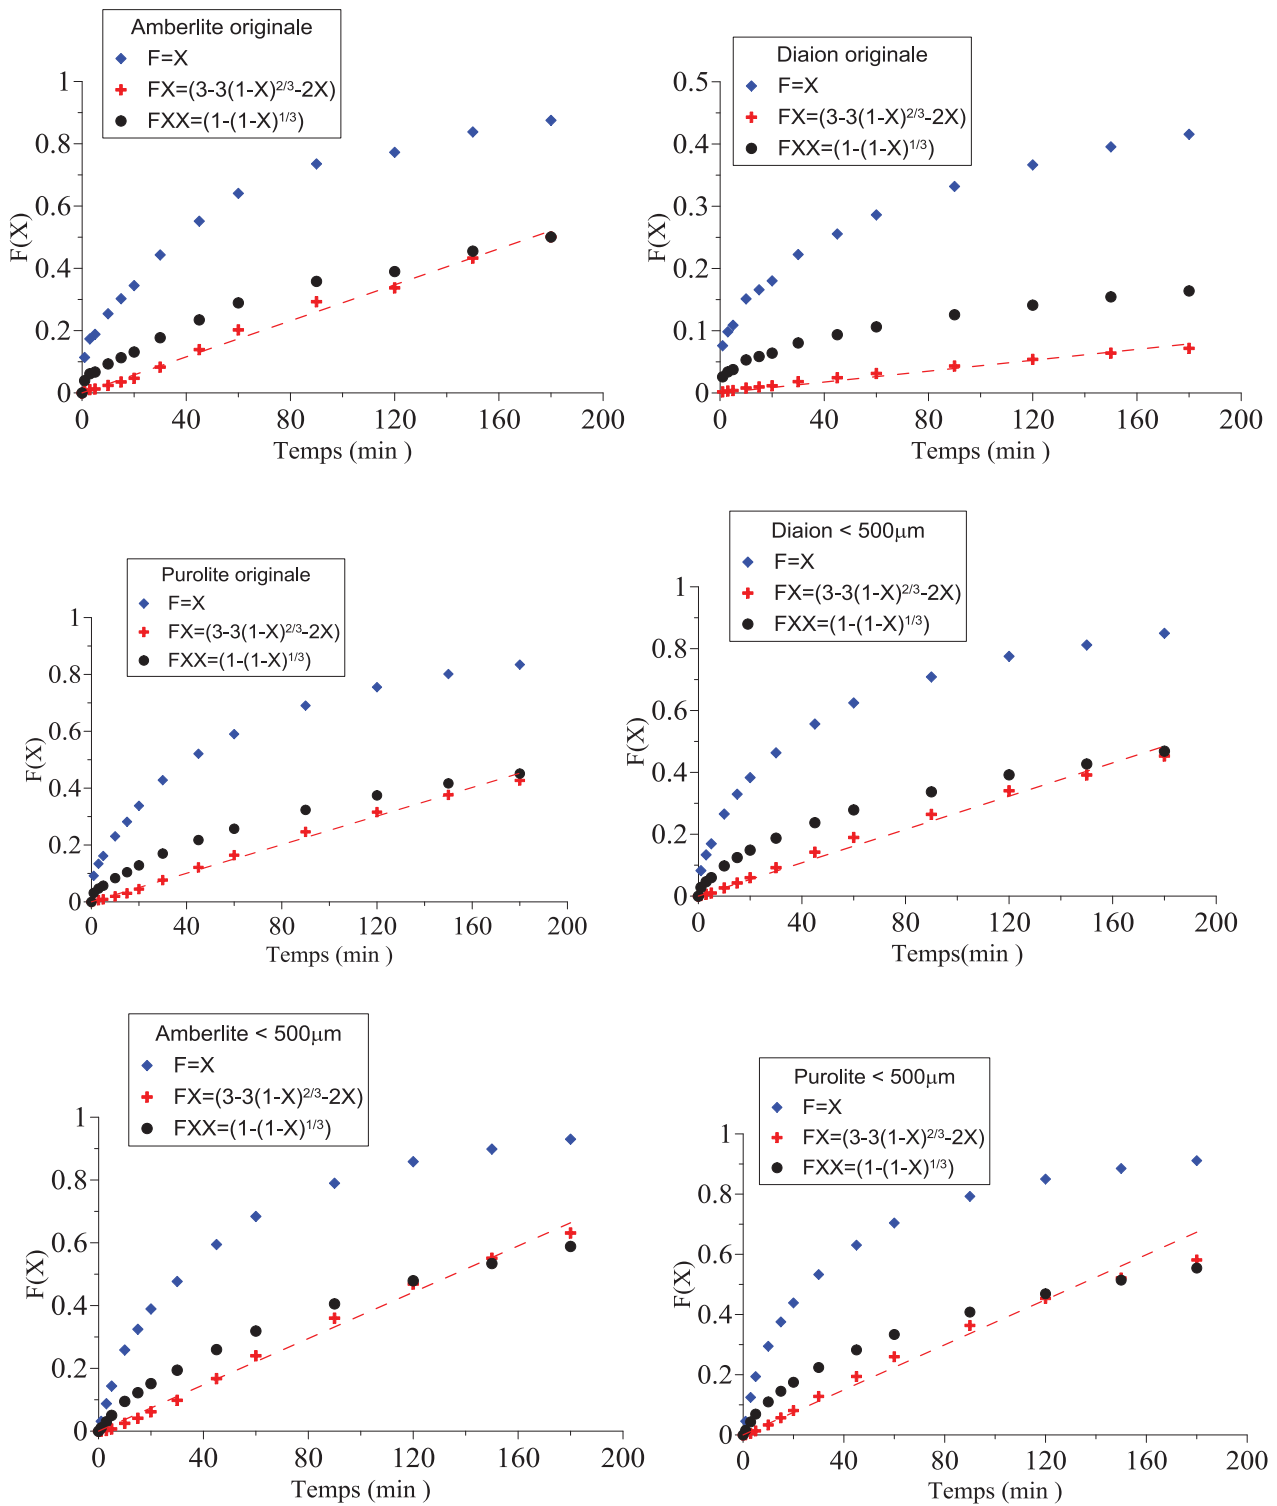 Amberlite originale
F=X
FX=(3-3(1-X)2/3-2X)
FXX=(1-(1-X)1/3)
1
0.8
0.6
0.4
0.2
0
F(X)
0 40 80 120 160 200
Temps (min )
Diaion originale
F=X
FX=(3-3(1-X)2/3-2X)
FXX=(1-(1-X)1/3)
0.5
0.4
0.3
0.2
0.1
0
F(X)
0 40 80 120 160 200
Temps (min )
Purolite originale
F=X
FX=(3-3(1-X)2/3-2X)
FXX=(1-(1-X)1/3)
1
0.8
0.6
0.4
0.2
0
F(X)
0 40 80 120 160 200
Temps (min )
Diaion < 500μm
F=X
FX=(3-3(1-X)2/3-2X)
FXX=(1-(1-X)1/3)
1
0.8
0.6
0.4
0.2
0
F(X)
0 40 80 120 160 200
Temps(min )
Amberlite < 500μm
F=X
FX=(3-3(1-X)2/3-2X)
FXX=(1-(1-X)1/3)
1
0.8
0.6
0.4
0.2
0
F(X)
0 40 80 120 160 200
Temps (min )
Purolite < 500μm
F=X
FX=(3-3(1-X)2/3-2X)
FXX=(1-(1-X)1/3)
1
0.8
0.6
0.4
0.2
0
F(X)
0 40 80 120 160 200
Temps (min )